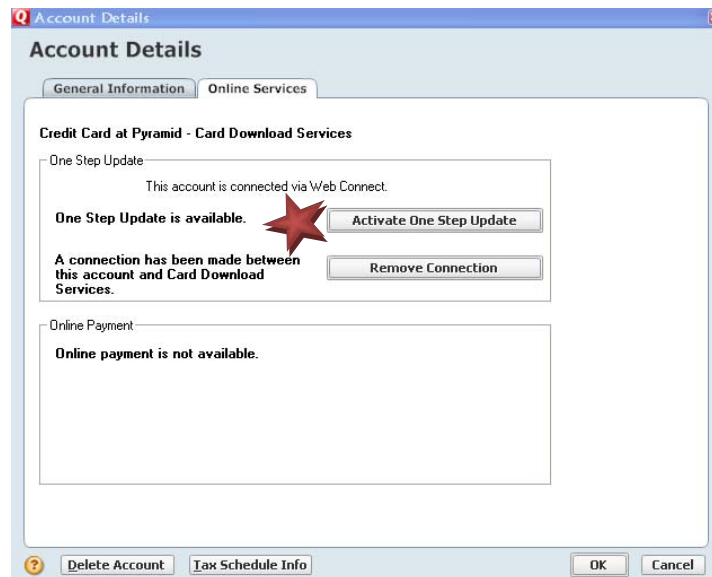 Account Details
Account Details
General Information
Online Services
Credit Card at Pyramid - Card Download Services
One Step Update
This account is connected via Web Connect.
One Step Update is available.
Activate One Step Update
A connection has been made between
this account and Card Download
Services.
Remove Connection
Online Payment
Online payment is not available.
Delete Account
Tax Schedule Info
OK
Cancel